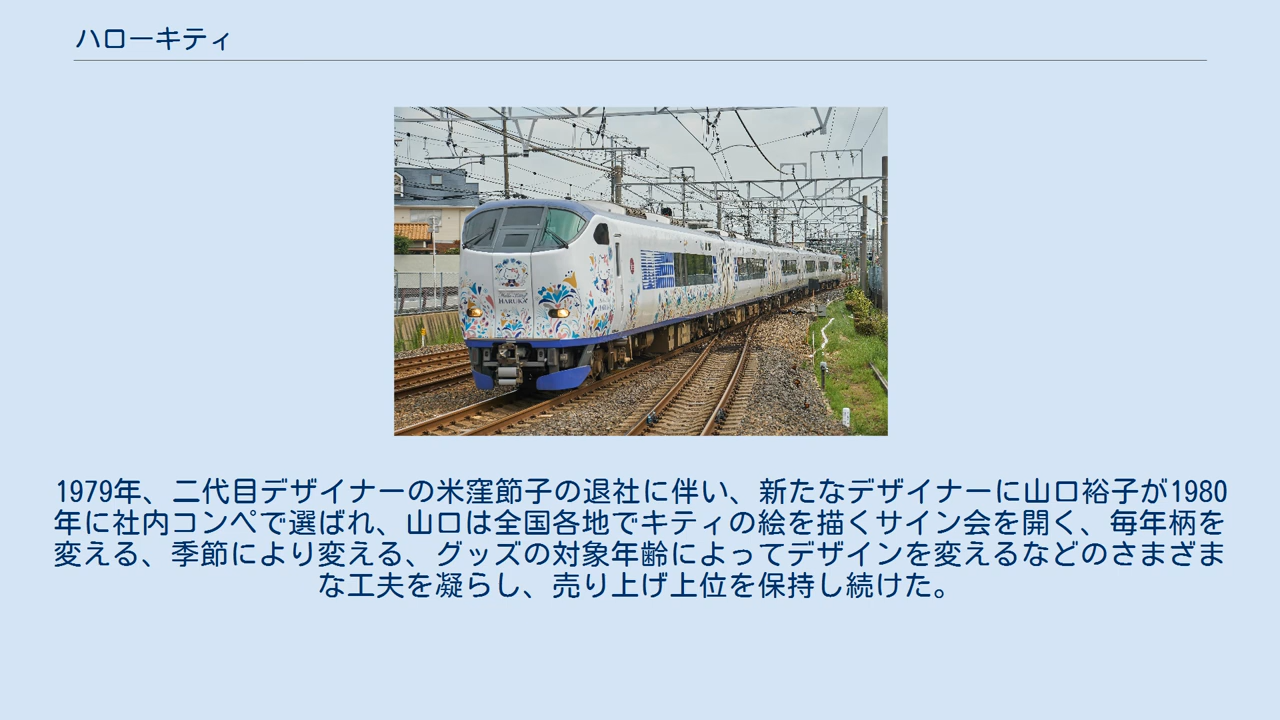 ハローキティ
HARUKA
1979年、二代目デザイナーの米窪節子の退社に伴い、新たなデザイナーに山口裕子が1980
年に社内コンペで選ばれ、山口は全国各地でキティの絵を描くサイン会を開く、毎年柄を
変える、季節により変える、グッズの対象年齢によってデザインを変えるなどのさまざま
な工夫を凝らし、売り上げ上位を保持し続けた。